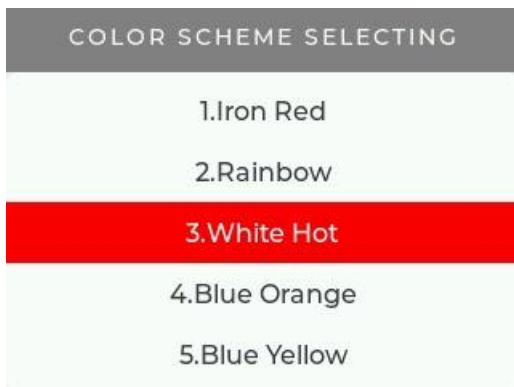 COLOR SCHEME SELECTING
1.Iron Red
2.Rainbow
3.White Hot
4.Blue Orange
5.Blue Yellow